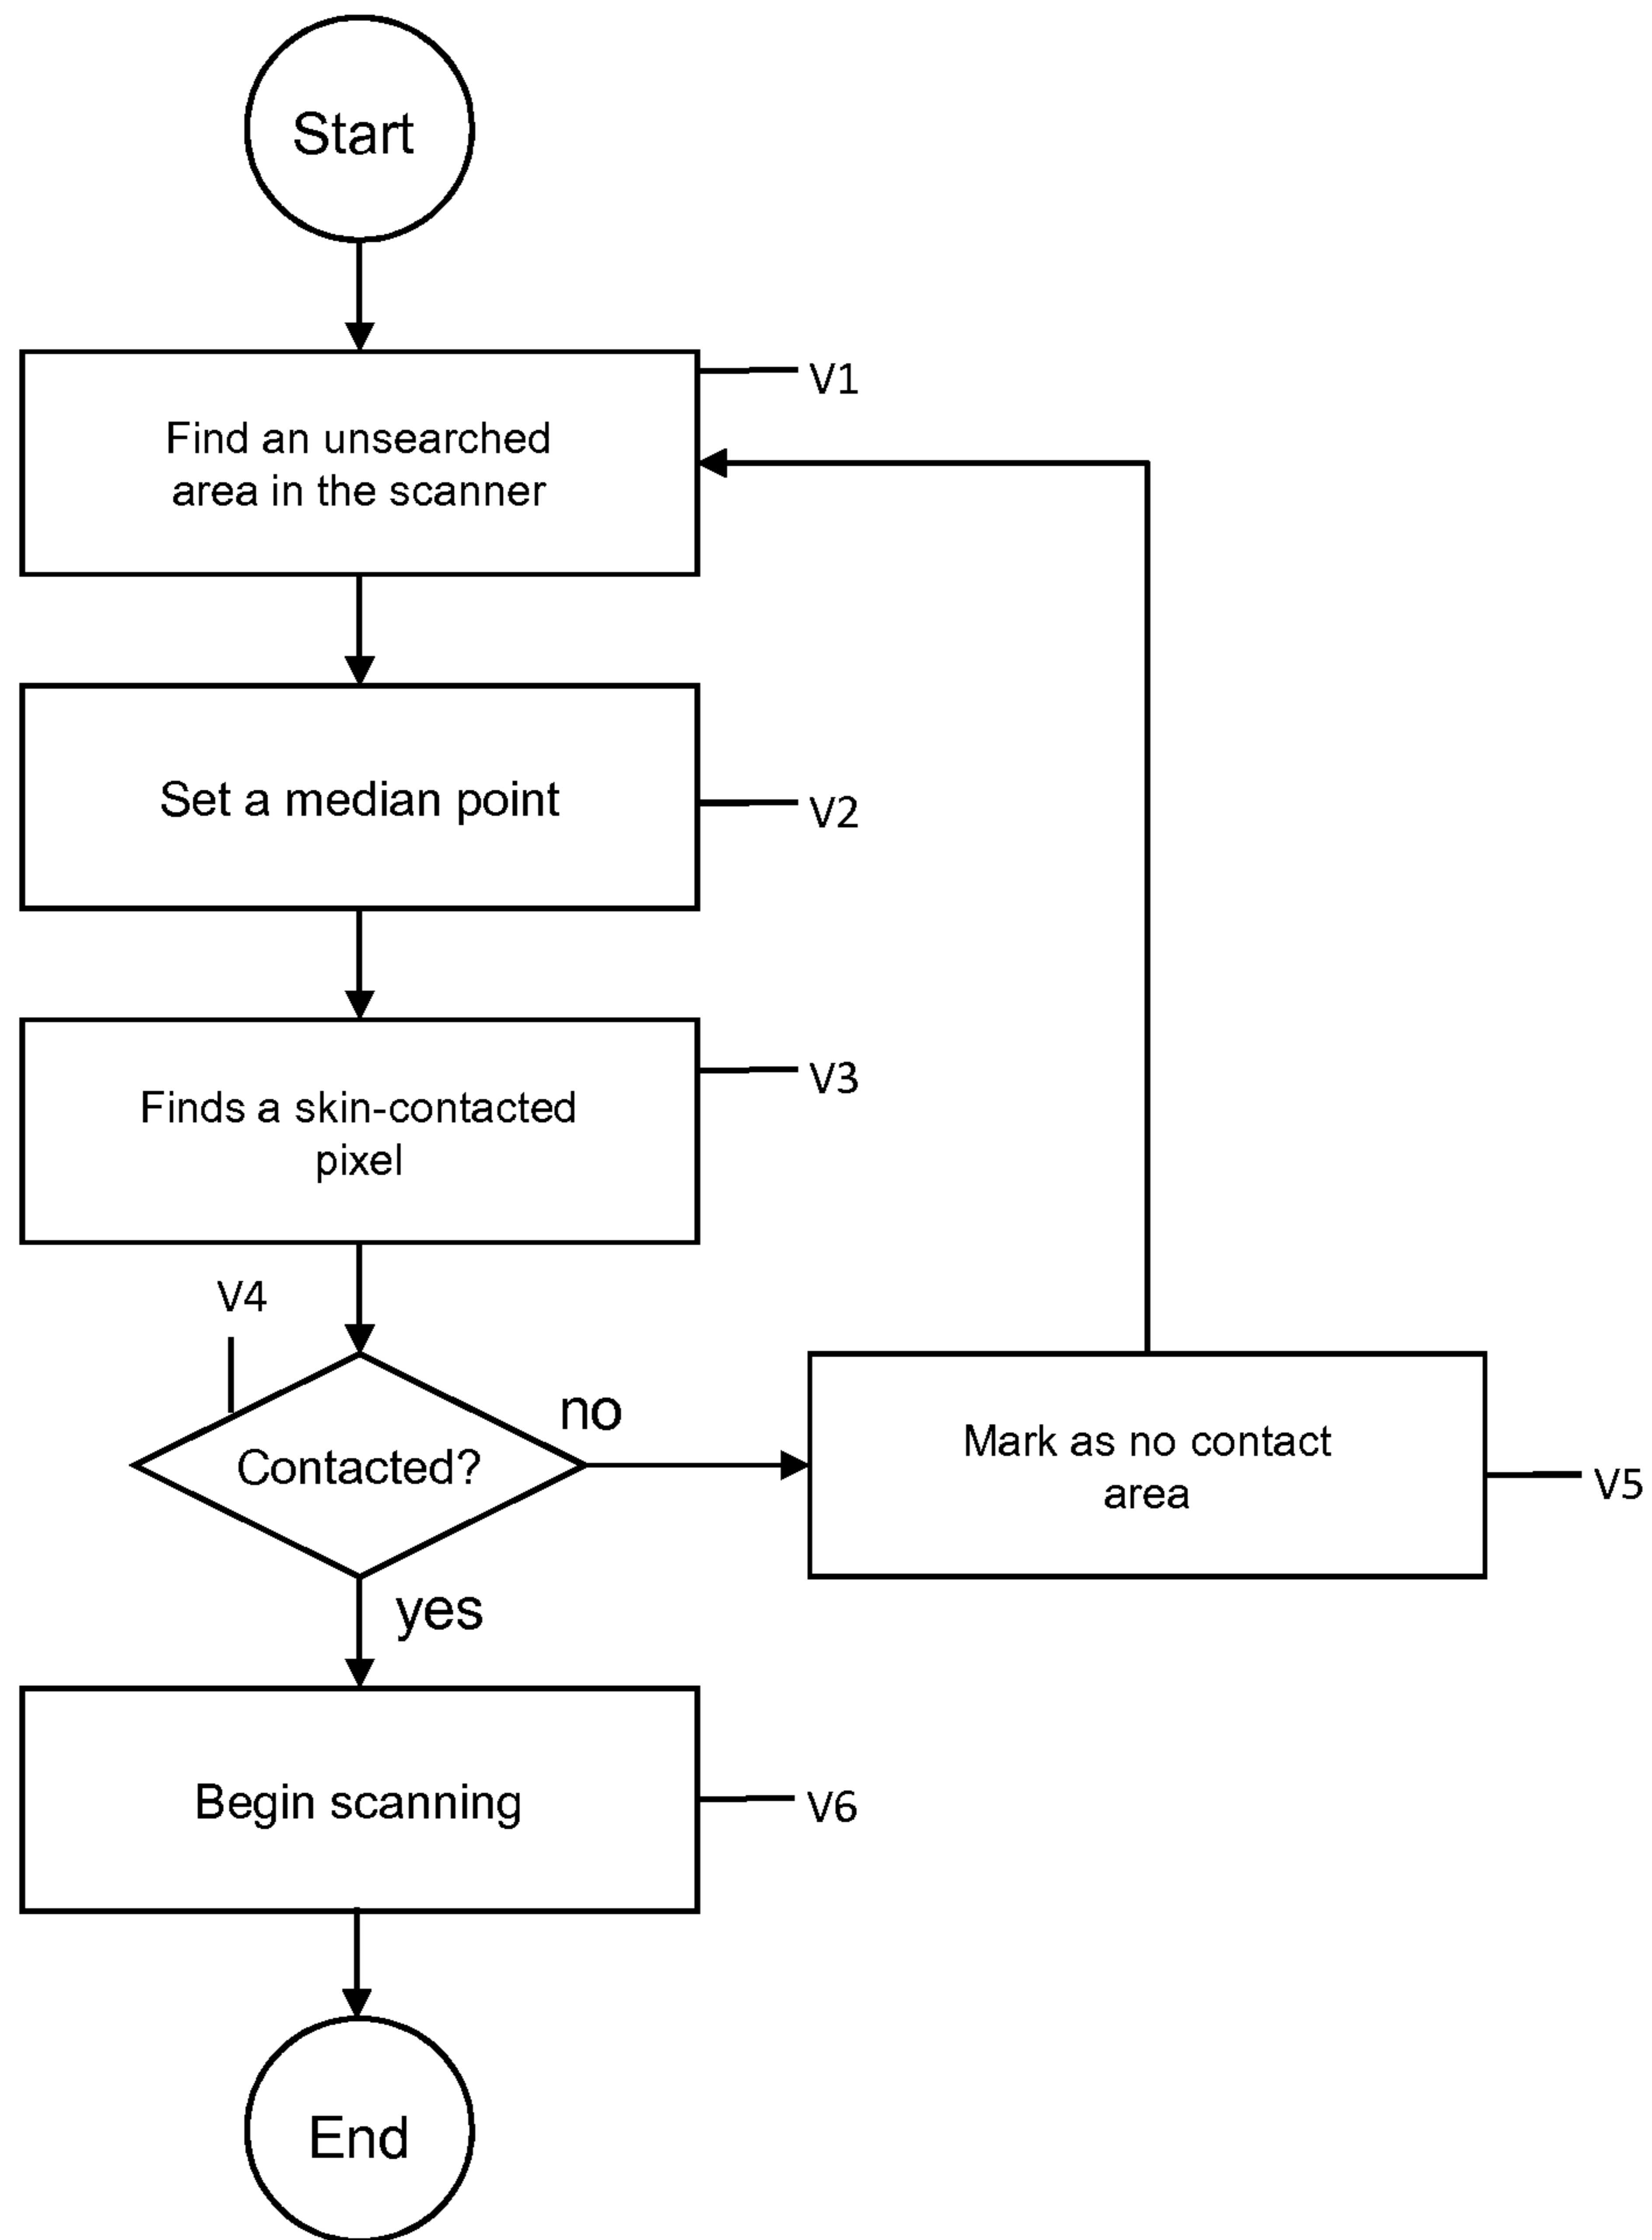 Start
V1
Find an unsearched
area in the scanner
Set a median point
V2
V3
Finds a skin-contacted
pixel
V4
no
Contacted?
Mark as no contact
area
V5
yes
Begin scanning
V6
End